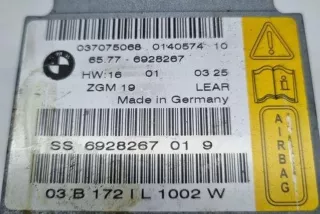 037075068 0140574 10
65.77- 6928267
HW:16 01 03 25
ZGM 19 LEAR
Made in Germany
SS 6928267 01 9
03 B 172 I L 1002 W
AIRBAG